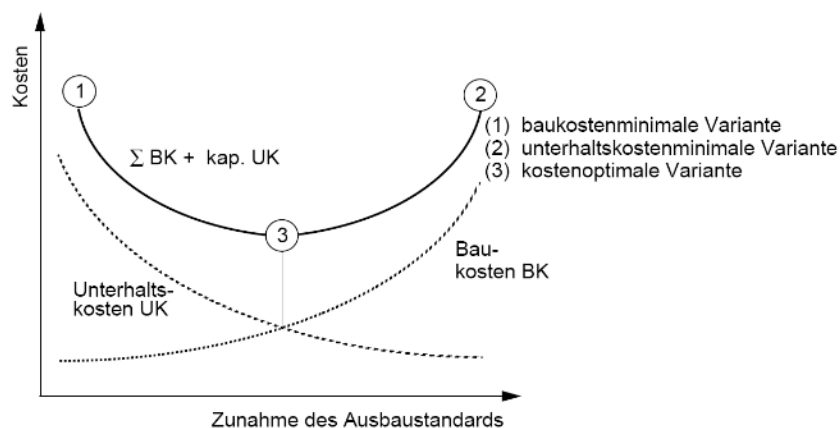 Kosten
1
2
∑ BK + kap. UK
(1) baukostenminimale Variante
(2) unterhaltskostenminimale Variante
(3) kostenoptimale Variante
3
Bau-
kosten BK
Unterhalts-
kosten UK
Zunahme des Ausbaustandards